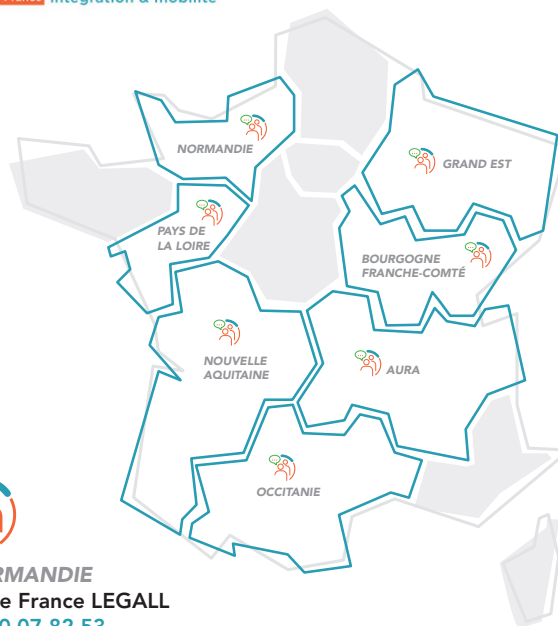 intégration & mobilité
NORMANDIE
GRAND EST
PAYS DE
LA LOIRE
BOURGOGNE
FRANCHE-COMTÉ
NOUVELLE
AQUITAINE
AURA
OCCITANIE
RMANDIE
e France LEGALL